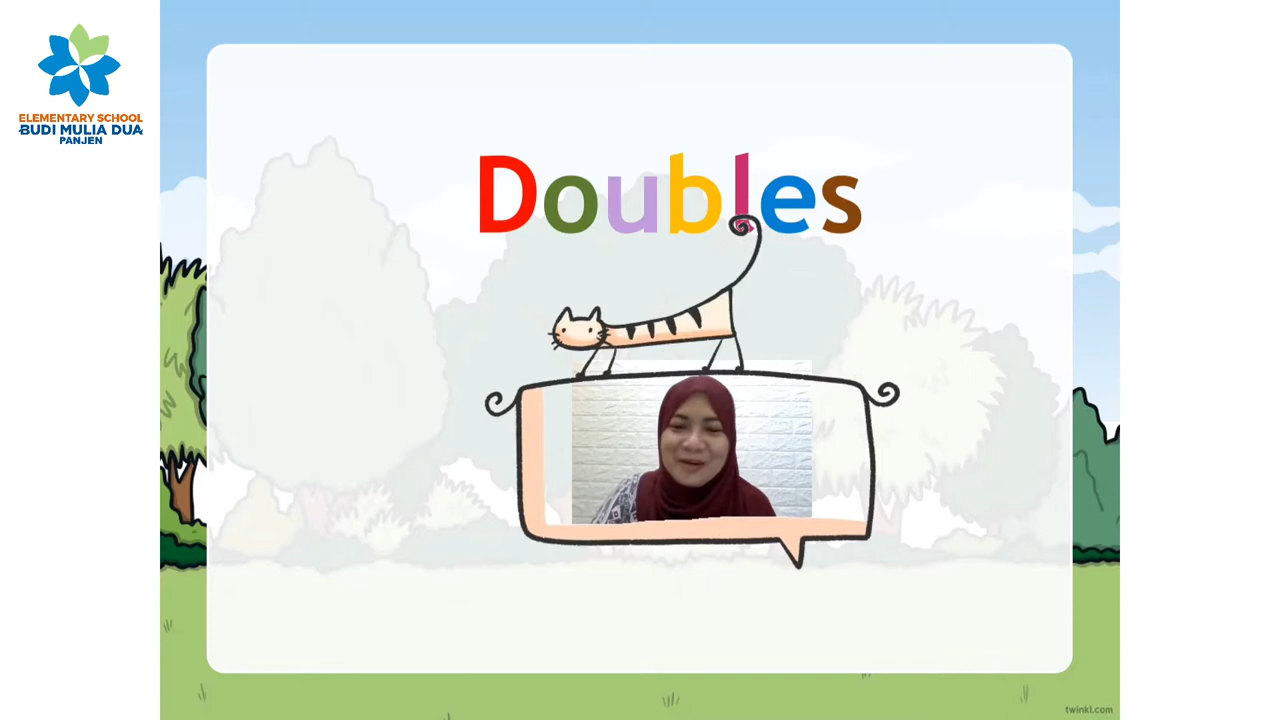 ELEMENTARY SCHOOL
BUDI MULIA DUA
PANJEN
Doubles
twinkl.com